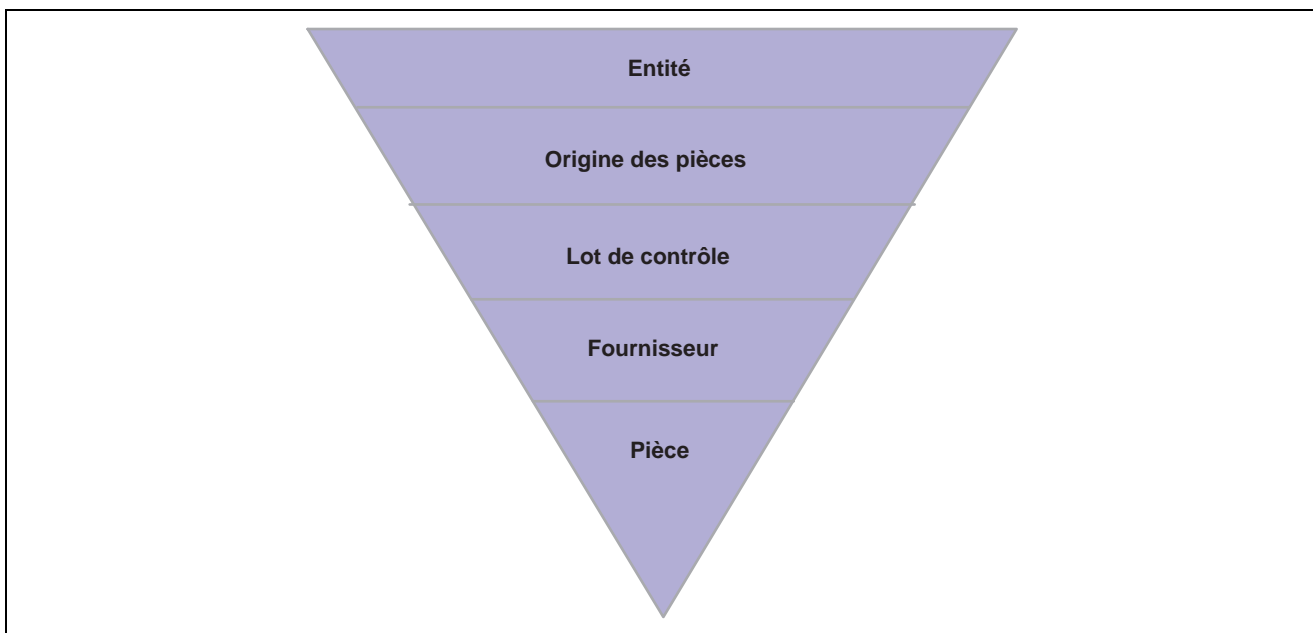 Entité
Origine des pièces
Lot de contrôle
Fournisseur
Pièce